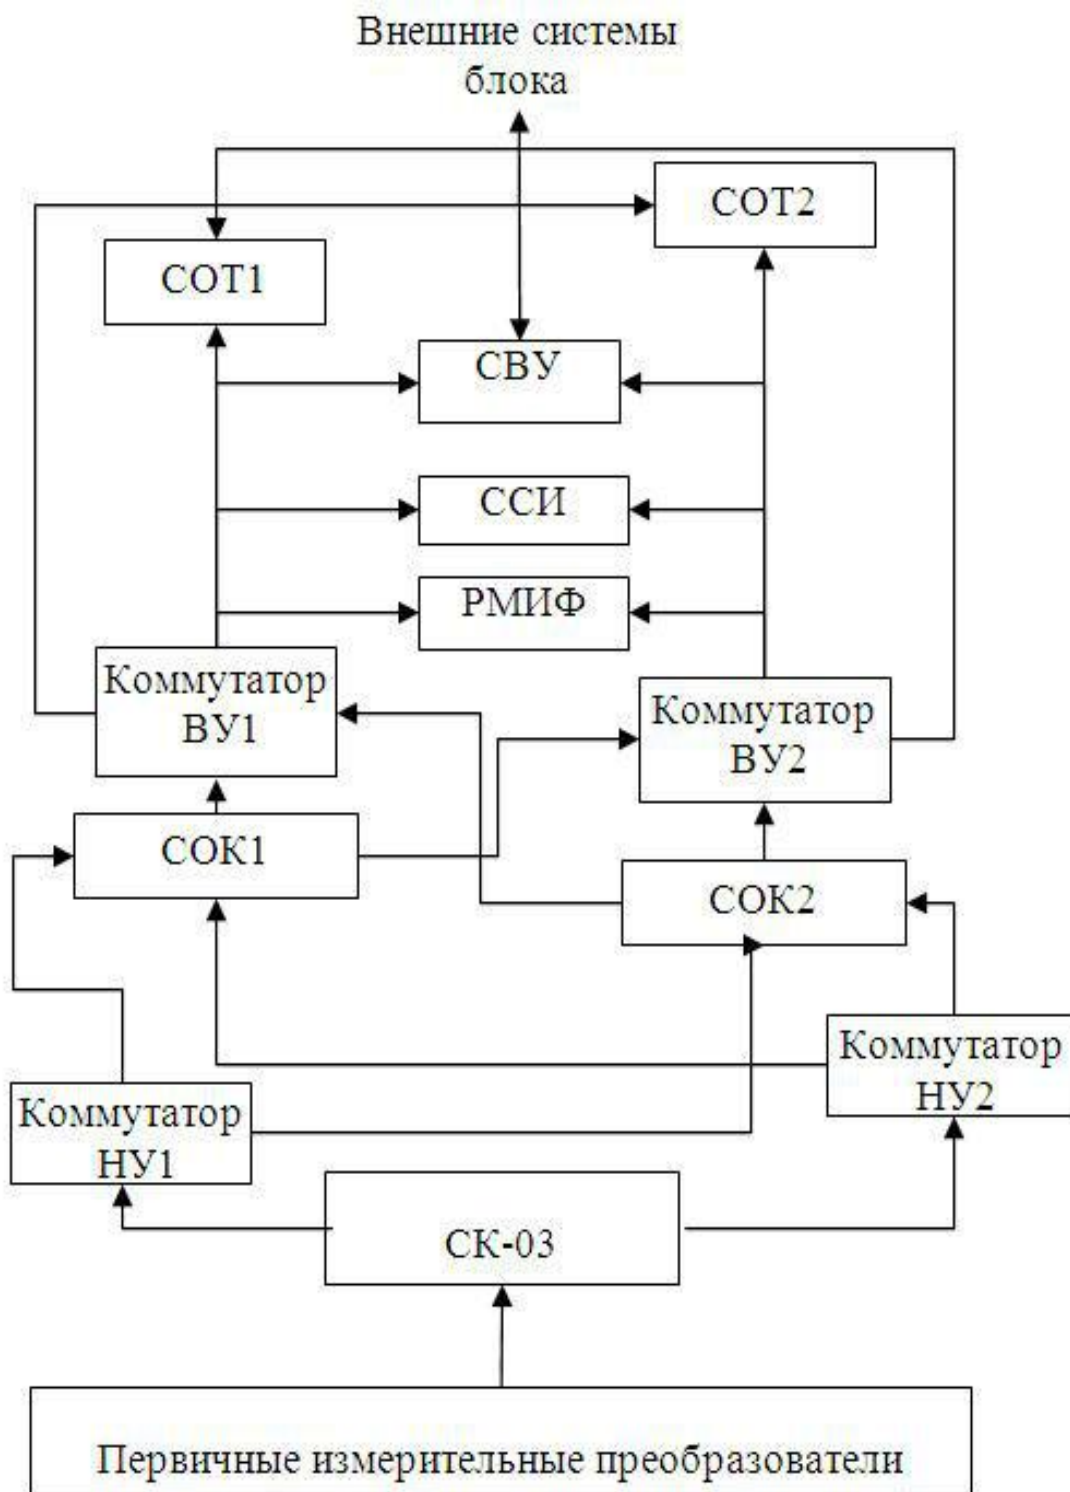 Внешние системы
блока
СОТ2
СОТ1
СВУ
ССИ
РМИФ
Коммутатор
ВУ1
Коммутатор
ВУ2
СОК1
СОК2
Коммутатор
НУ2
Коммутатор
НУ1
СК-03
Первичные измерительные преобразователи